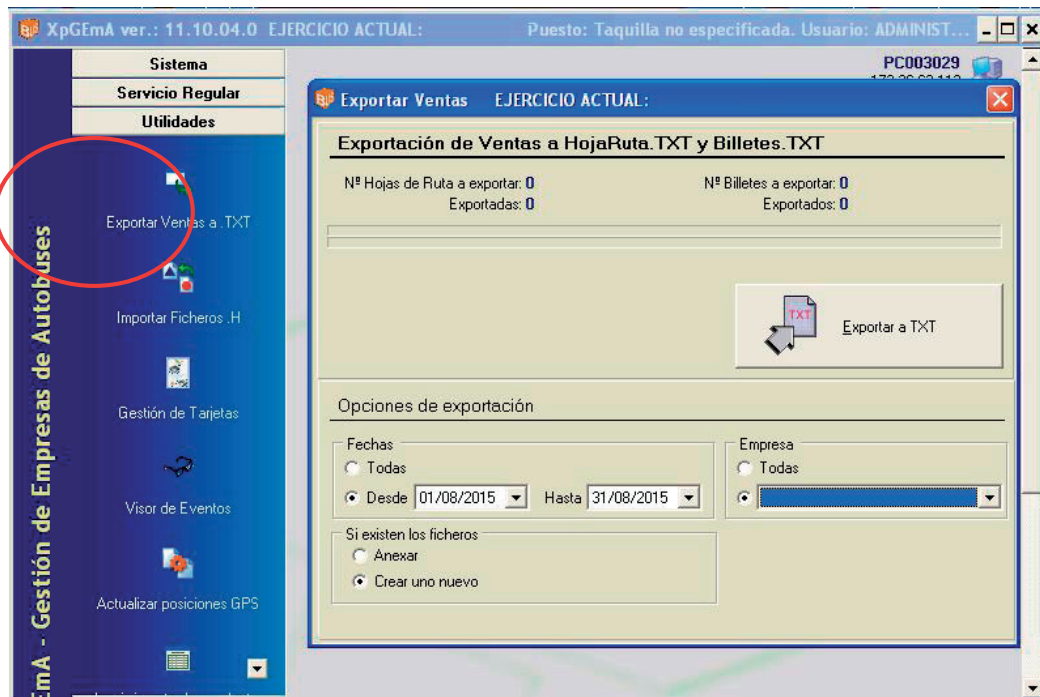 XpGEmA ver.: 11.10.04.0 EJERCICIO ACTUAL: Puesto: Taquilla no especificada. Usuario: ADMINIST...
Sistema
Servicio Regular
Utilidades
Exportar Ventas a .TXT
Importar Ficheros .H
Gestión de Tarjetas
Visor de Eventos
Actualizar posiciones GPS
EmA - Gestión de Empresas de Autobuses
PC003029
Exportar Ventas EJERCICIO ACTUAL:
Exportación de Ventas a HojaRuta.TXT y Billetes.TXT
Nº Hojas de Ruta a exportar: 0 Nº Billetes a exportar: 0
Exportadas: 0 Exportados: 0
TXT
Exportar a TXT
Opciones de exportación
Fechas
Todas
Desde 01/08/2015 Hasta 31/08/2015
Empresa
Todas
Si existen los ficheros
Anexar
Crear uno nuevo